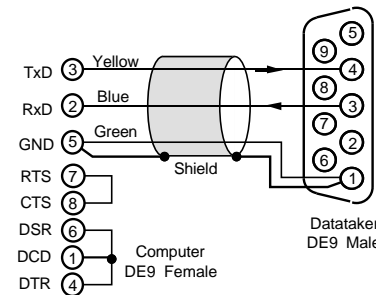 TxD 3 Yellow
RxD 2 Blue
GND 5 Green
Shield
RTS 7
CTS 8
DSR 6
DCD 1
DTR 4
Computer
DE9 Female
5
9
4
8
3
7
2
6
1
Datataker
DE9 Male